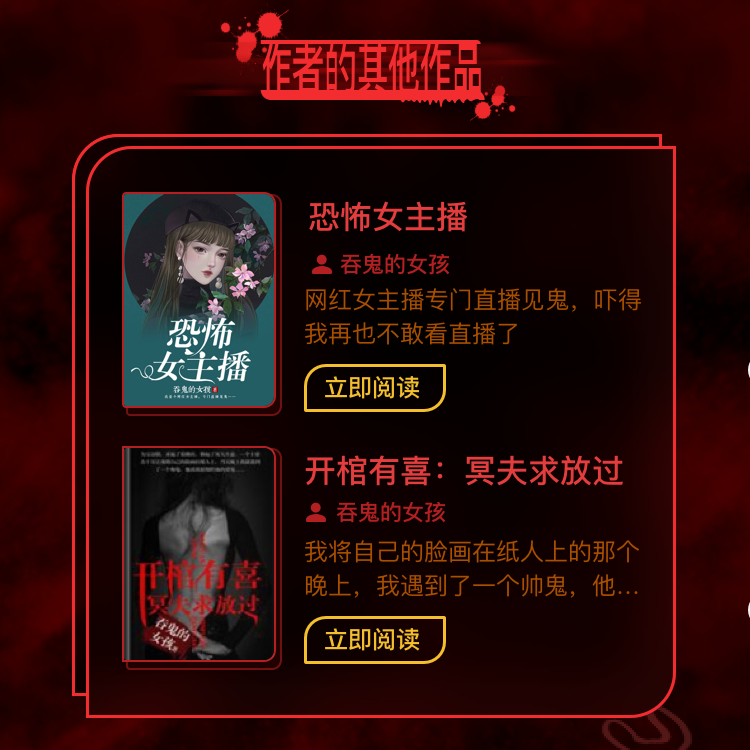 作者的其他作品
恐怖
女主播
吞鬼的女孩
恐怖女主播
吞鬼的女孩
网红女主播专门直播见鬼，吓得
我再也不敢看直播了
立即阅读
开棺有喜
冥夫求放过
吞鬼的
女孩
开棺有喜：冥夫求放过
吞鬼的女孩
我将自己的脸画在纸人上的那个
晚上，我遇到了一个帅鬼，他…
立即阅读